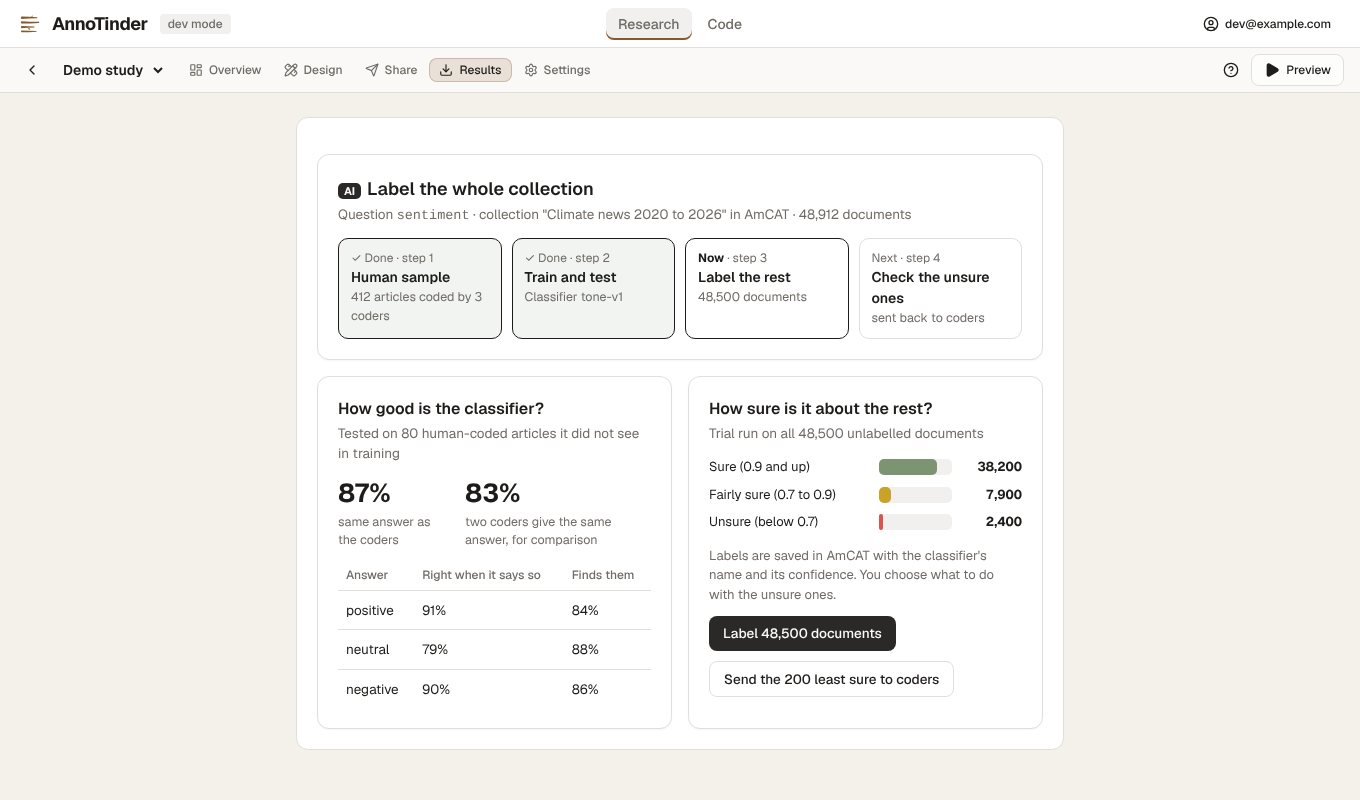 AnnoTinder dev mode Research Code dev@example.com
Demo study Overview Design Share Results Settings Preview
AI Label the whole collection
Question sentiment · collection "Climate news 2020 to 2026" in AmCAT · 48,912 documents
✓ Done · step 1
Human sample
412 articles coded by 3
coders
✓ Done · step 2
Train and test
Classifier tone-v1
Now · step 3
Label the rest
48,500 documents
Next · step 4
Check the unsure
ones
sent back to coders
How good is the classifier?
Tested on 80 human-coded articles it did not see
in training
87%
same answer as
the coders
83%
two coders give the same
answer, for comparison
Answer Right when it says so Finds them
positive 91% 84%
neutral 79% 88%
negative 90% 86%
How sure is it about the rest?
Trial run on all 48,500 unlabelled documents
Sure (0.9 and up) 38,200
Fairly sure (0.7 to 0.9) 7,900
Unsure (below 0.7) 2,400
Labels are saved in AmCAT with the classifier's
name and its confidence. You choose what to do
with the unsure ones.
Label 48,500 documents
Send the 200 least sure to coders